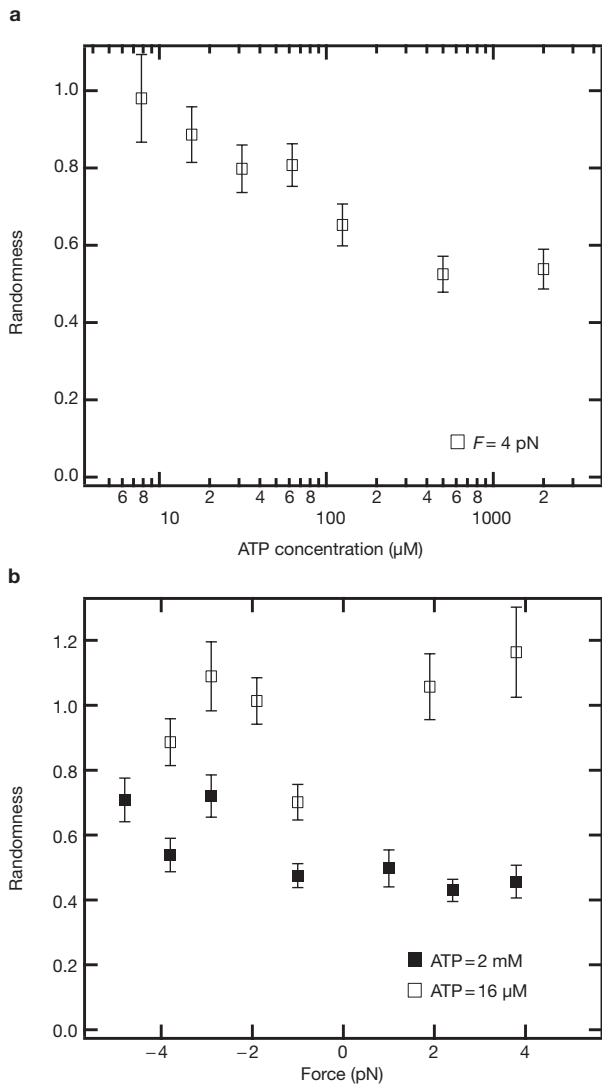 a
1.0
0.8
0.6
0.4
0.2
0.0
Randomness
F = 4 pN
6 8 2 4 6 8 2 4 6 8 2
10 100 1000
ATP concentration (µM)
b
1.2
1.0
0.8
0.6
0.4
0.2
0.0
Randomness
ATP = 2 mM
ATP = 16 µM
−4 −2 0 2 4
Force (pN)